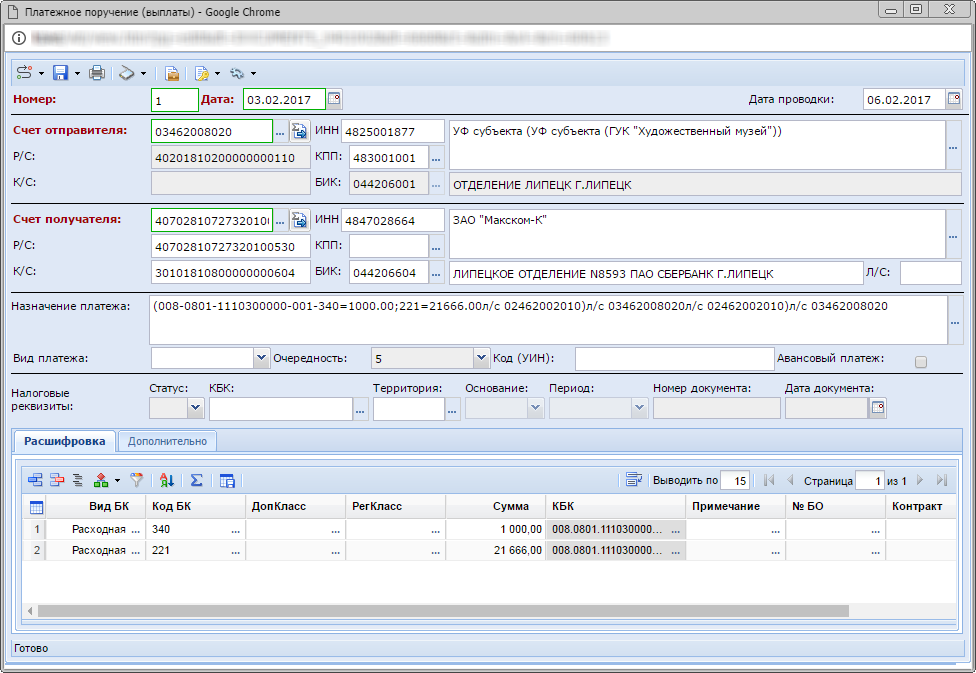 Платежное поручение (выплаты) - Google Chrome
Номер: 1 Дата: 03.02.2017 Дата проводки: 06.02.2017
Счет отправителя: 03462008020 ... ИНН 4825001877 УФ субъекта (УФ субъекта (ГУК "Художественный музей")) ...
Р/С: 40201810200000000110 КПП: 483001001 ...
К/С: БИК: 044206001 ... ОТДЕЛЕНИЕ ЛИПЕЦК Г.ЛИПЕЦК
Счет получателя: 4070281072732010 ... ИНН 4847028664 ЗАО "Макском-К" ...
Р/С: 40702810727320100530 КПП: ...
К/С: 30101810800000000604 БИК: 044206604 ... ЛИПЕЦКОЕ ОТДЕЛЕНИЕ N8593 ПАО СБЕРБАНК Г.ЛИПЕЦК Л/С:
Назначение платежа: (008-0801-1110300000-001-340=1000.00;221=21666.00л/с 02462002010)л/с 03462008020л/с 02462002010)л/с 03462008020 ...
Вид платежа: Очередность: 5 Код (УИН): Авансовый платеж:
Налоговые реквизиты: Статус: КБК: ... Территория: ... Основание: Период: Номер документа: Дата документа:
Расшифровка Дополнительно
Выводить по 15 Страница 1 из 1
Вид БК Код БК ДопКласс РегКласс Сумма КБК Примечание № БО Контракт
1 Расходная ... 340 ... ... ... 1 000,00 008.0801.111030000... ... ... ...
2 Расходная ... 221 ... ... ... 21 666,00 008.0801.111030000... ... ... ...
Готово